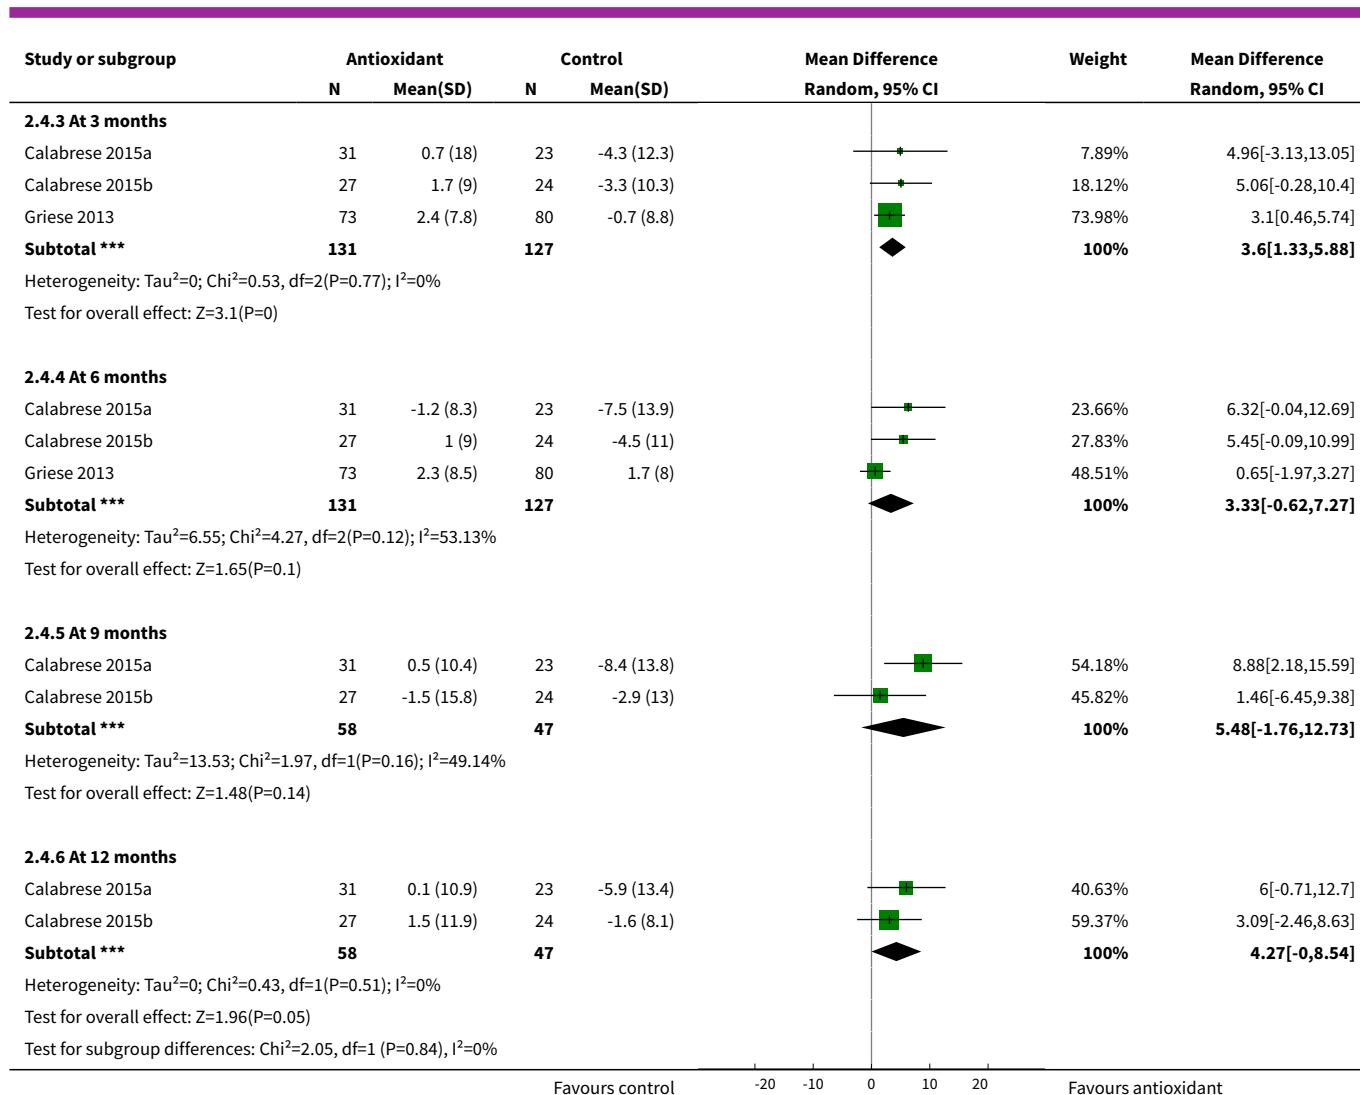 Study or subgroup Antioxidant Control Mean Difference Weight Mean Difference
N Mean(SD) N Mean(SD) Random, 95% CI Random, 95% CI
2.4.3 At 3 months
Calabrese 2015a 31 0.7 (18) 23 -4.3 (12.3) 7.89% 4.96[-3.13,13.05]
Calabrese 2015b 27 1.7 (9) 24 -3.3 (10.3) 18.12% 5.06[-0.28,10.4]
Griese 2013 73 2.4 (7.8) 80 -0.7 (8.8) 73.98% 3.1[0.46,5.74]
Subtotal *** 131 127 100% 3.6[1.33,5.88]
Heterogeneity: Tau²=0; Chi²=0.53, df=2(P=0.77); I²=0%
Test for overall effect: Z=3.1(P=0)
2.4.4 At 6 months
Calabrese 2015a 31 -1.2 (8.3) 23 -7.5 (13.9) 23.66% 6.32[-0.04,12.69]
Calabrese 2015b 27 1 (9) 24 -4.5 (11) 27.83% 5.45[-0.09,10.99]
Griese 2013 73 2.3 (8.5) 80 1.7 (8) 48.51% 0.65[-1.97,3.27]
Subtotal *** 131 127 100% 3.33[-0.62,7.27]
Heterogeneity: Tau²=6.55; Chi²=4.27, df=2(P=0.12); I²=53.13%
Test for overall effect: Z=1.65(P=0.1)
2.4.5 At 9 months
Calabrese 2015a 31 0.5 (10.4) 23 -8.4 (13.8) 54.18% 8.88[2.18,15.59]
Calabrese 2015b 27 -1.5 (15.8) 24 -2.9 (13) 45.82% 1.46[-6.45,9.38]
Subtotal *** 58 47 100% 5.48[-1.76,12.73]
Heterogeneity: Tau²=13.53; Chi²=1.97, df=1(P=0.16); I²=49.14%
Test for overall effect: Z=1.48(P=0.14)
2.4.6 At 12 months
Calabrese 2015a 31 0.1 (10.9) 23 -5.9 (13.4) 40.63% 6[-0.71,12.7]
Calabrese 2015b 27 1.5 (11.9) 24 -1.6 (8.1) 59.37% 3.09[-2.46,8.63]
Subtotal *** 58 47 100% 4.27[-0,8.54]
Heterogeneity: Tau²=0; Chi²=0.43, df=1(P=0.51); I²=0%
Test for overall effect: Z=1.96(P=0.05)
Test for subgroup differences: Chi²=2.05, df=1 (P=0.84), I²=0%
Favours control -20 -10 0 10 20 Favours antioxidant